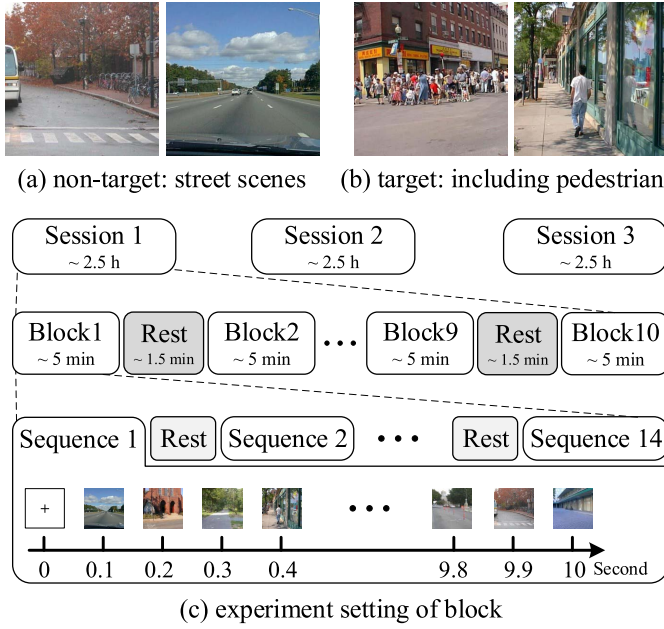 (a) non-target: street scenes
(b) target: including pedestrian
Session 1
~ 2.5 h
Session 2
~ 2.5 h
Session 3
~ 2.5 h
Block1
~ 5 min
Rest
~ 1.5 min
Block2
~ 5 min
•••
Block9
~ 5 min
Rest
~ 1.5 min
Block10
~ 5 min
Sequence 1
Rest
Sequence 2
•••
Rest
Sequence 14
+
•••
0 0.1 0.2 0.3 0.4 9.8 9.9 10 Second
(c) experiment setting of block